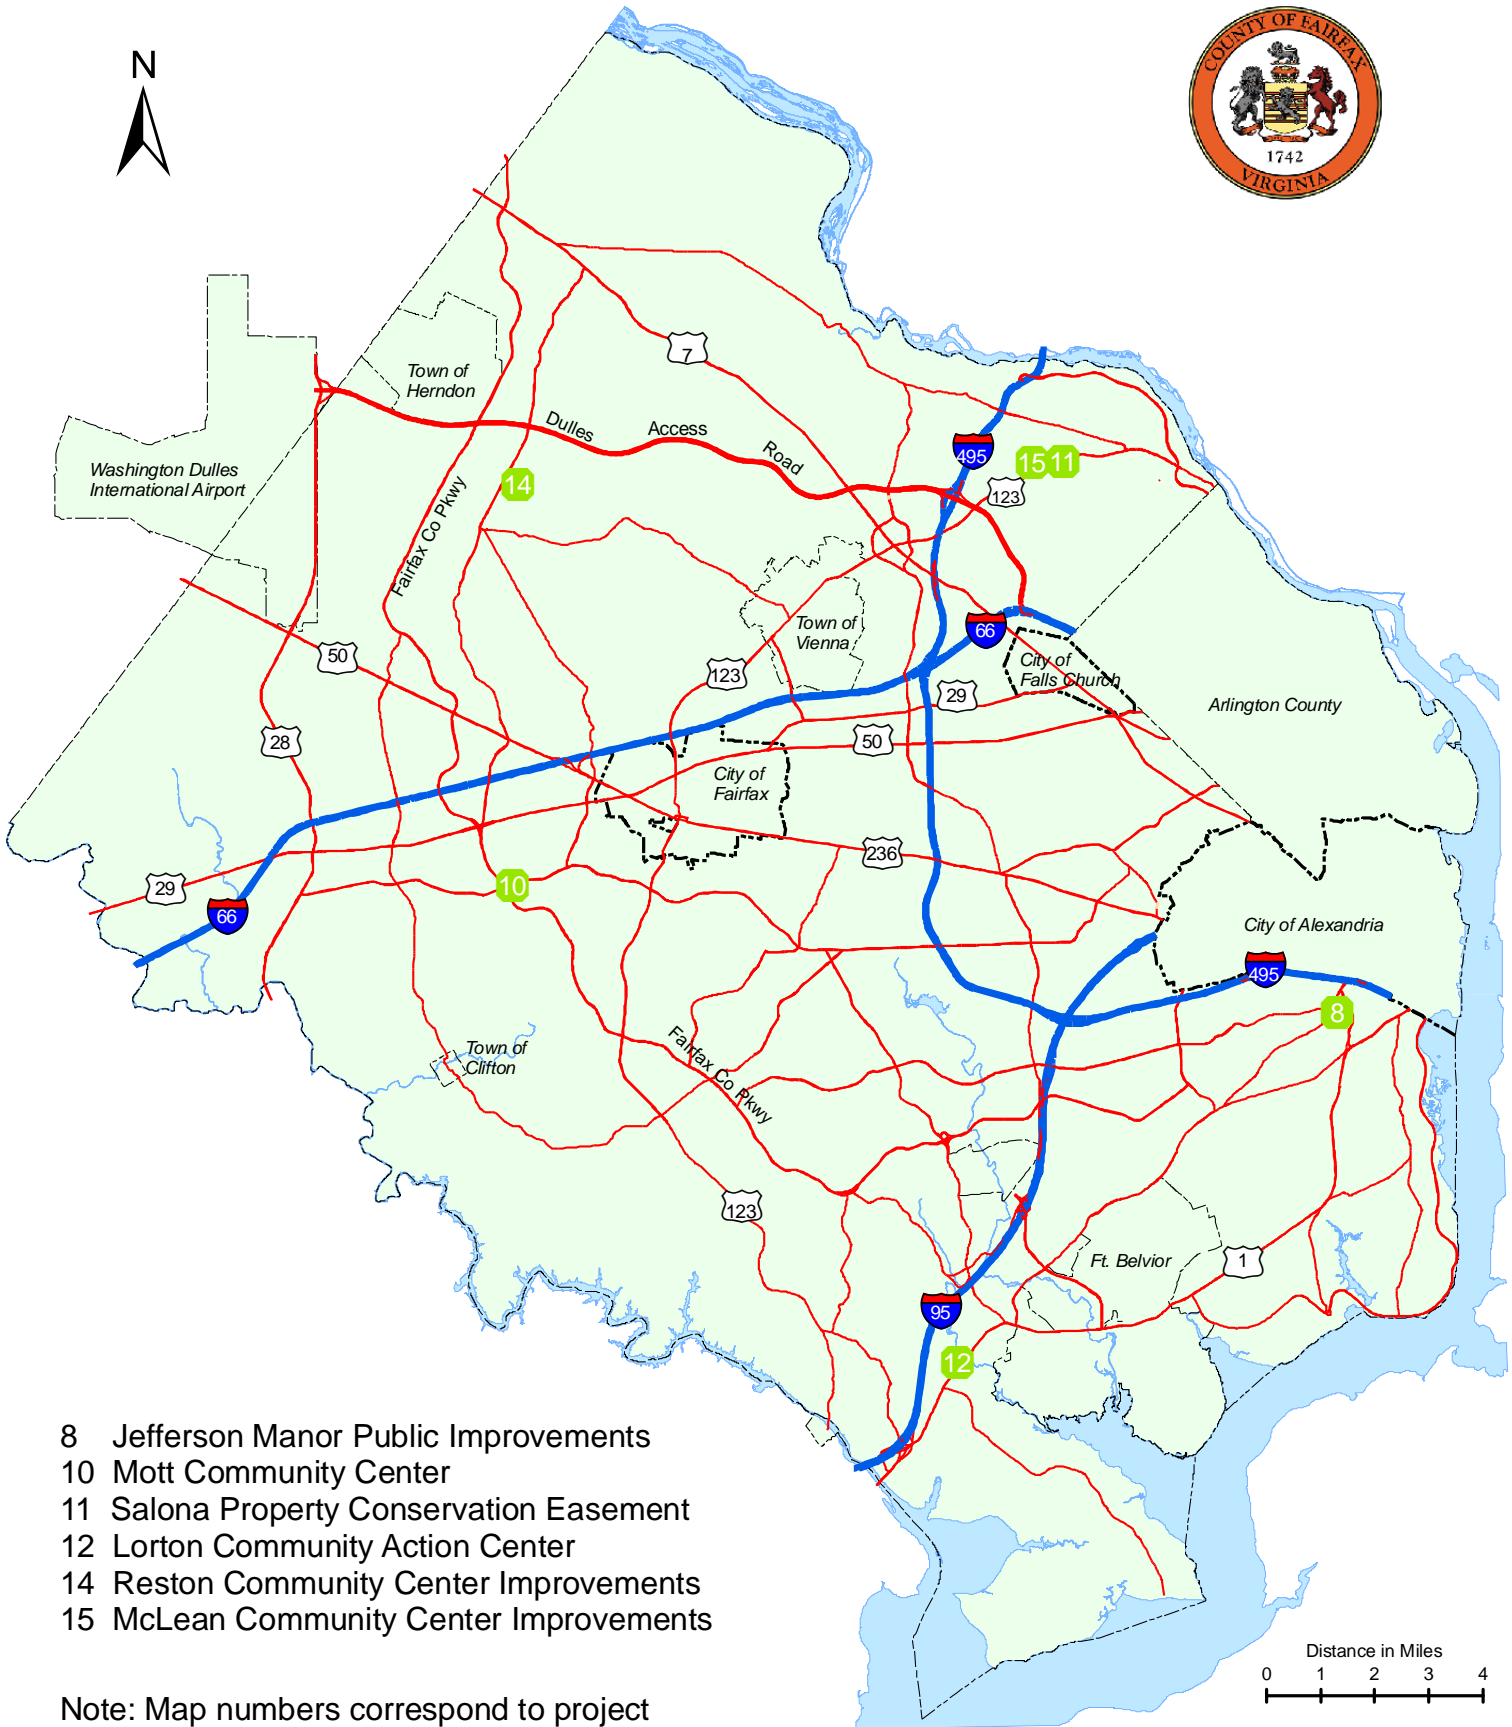 N
COUNTY OF FAIRFAX
1742
VIRGINIA
7
Town of
Herndon
Dulles
Access
Road
495
15
11
Washington Dulles
International Airport
14
123
Fairfax Co Pkwy
Town of
Vienna
66
50
City of
Falls Church
123
29
Arlington County
28
50
City of
Fairfax
236
29
10
66
City of Alexandria
495
8
Town of
Clifton
Fairfax Co Pkwy
123
Ft. Belvior
1
95
12
8 Jefferson Manor Public Improvements
10 Mott Community Center
11 Salona Property Conservation Easement
12 Lorton Community Action Center
14 Reston Community Center Improvements
15 McLean Community Center Improvements
Distance in Miles
0 1 2 3 4
Note: Map numbers correspond to project